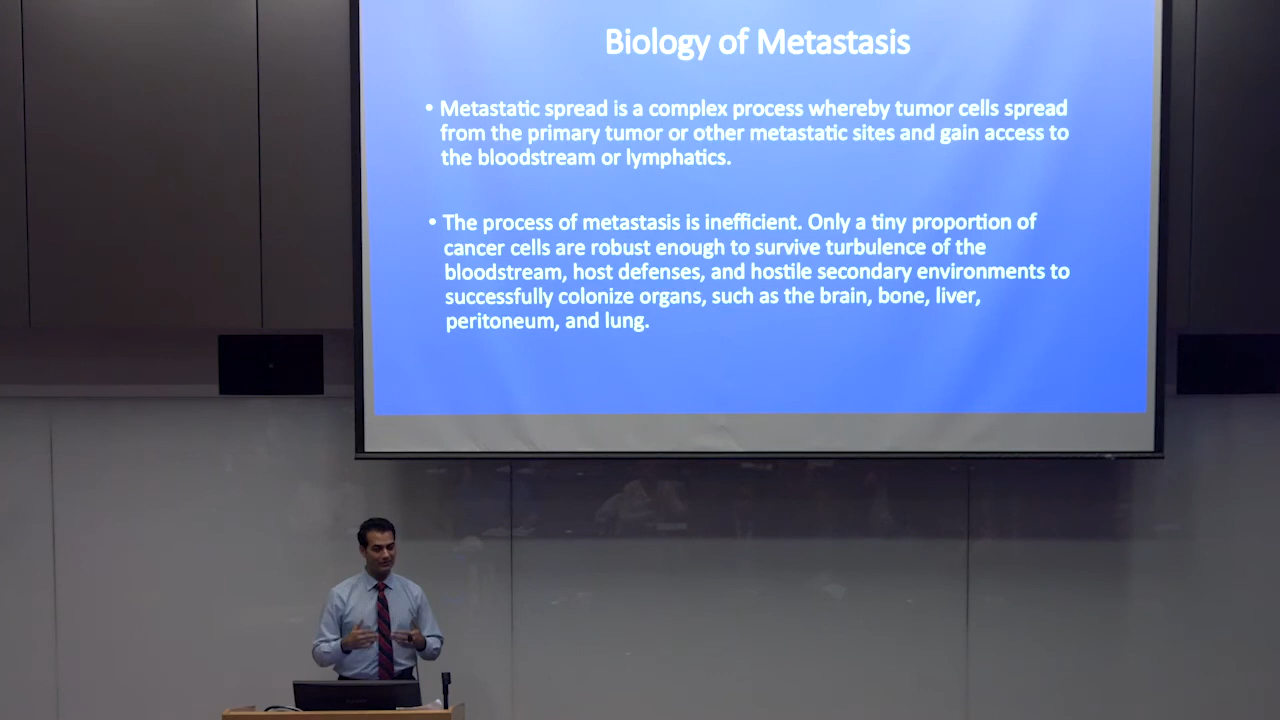 Biology of Metastasis
• Metastatic spread is a complex process whereby tumor cells spread
from the primary tumor or other metastatic sites and gain access to
the bloodstream or lymphatics.
• The process of metastasis is inefficient. Only a tiny proportion of
cancer cells are robust enough to survive turbulence of the
bloodstream, host defenses, and hostile secondary environments to
successfully colonize organs, such as the brain, bone, liver,
peritoneum, and lung.